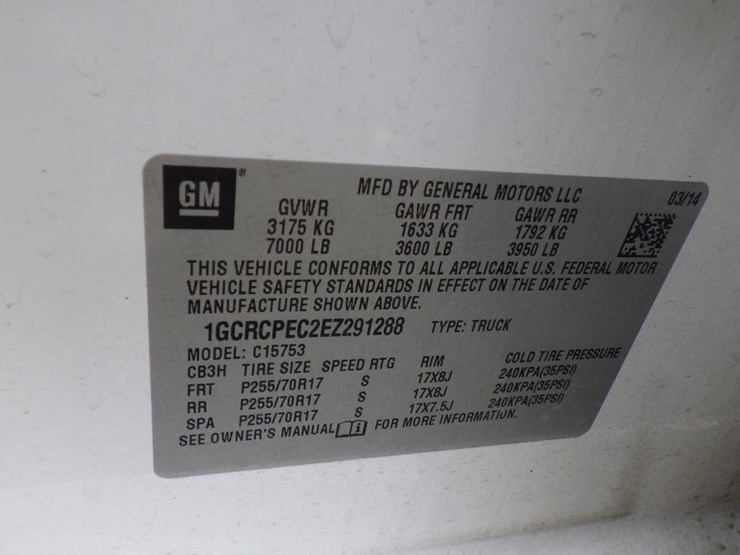 GM®
MFD BY GENERAL MOTORS LLC 03/14
GVWR GAWR FRT GAWR RR
3175 KG 1633 KG 1792 KG
7000 LB 3600 LB 3950 LB
THIS VEHICLE CONFORMS TO ALL APPLICABLE U.S. FEDERAL MOTOR
VEHICLE SAFETY STANDARDS IN EFFECT ON THE DATE OF
MANUFACTURE SHOWN ABOVE.
1GCRCPEC2EZ291288 TYPE: TRUCK
MODEL: C15753
CB3H TIRE SIZE SPEED RTG RIM COLD TIRE PRESSURE
FRT P255/70R17 S 17X8J 240KPA(35PSI)
RR P255/70R17 S 17X8J 240KPA(35PSI)
SPA P255/70R17 S 17X7.5J 240KPA(35PSI)
SEE OWNER'S MANUAL i FOR MORE INFORMATION.